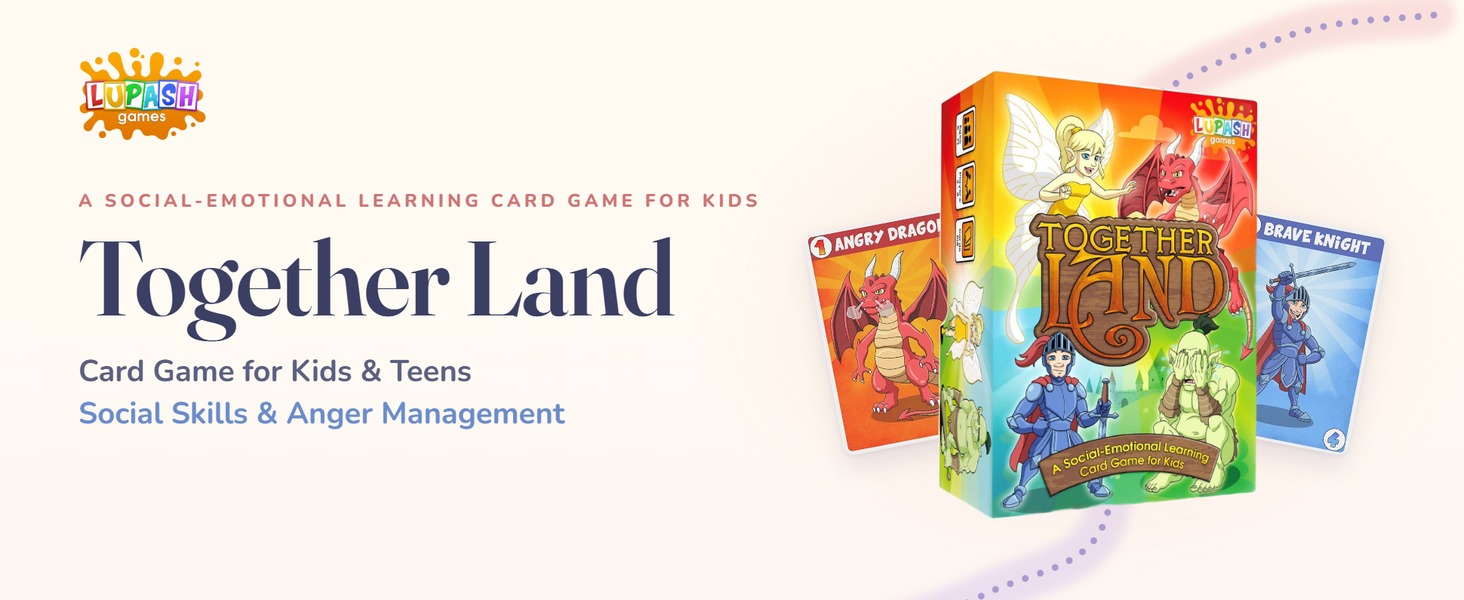 LUPASH
games
A SOCIAL-EMOTIONAL LEARNING CARD GAME FOR KIDS
Together Land
Card Game for Kids & Teens
Social Skills & Anger Management
1 ANGRY DRAGO
LUPASH
games
TOGETHER
LAND
A Social-Emotional Learning
Card Game for Kids
BRAVE KNIGHT
4